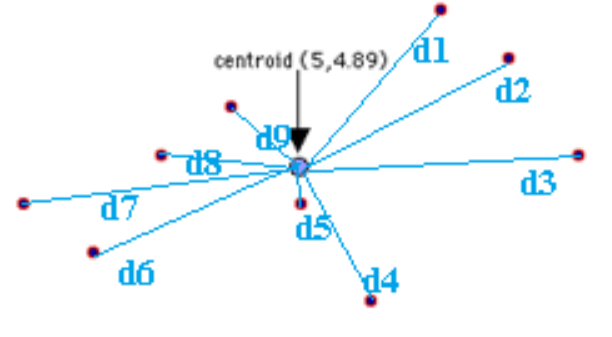 centroid (5,4.89)
d1
d2
d3
d4
d5
d6
d7
d8
d9